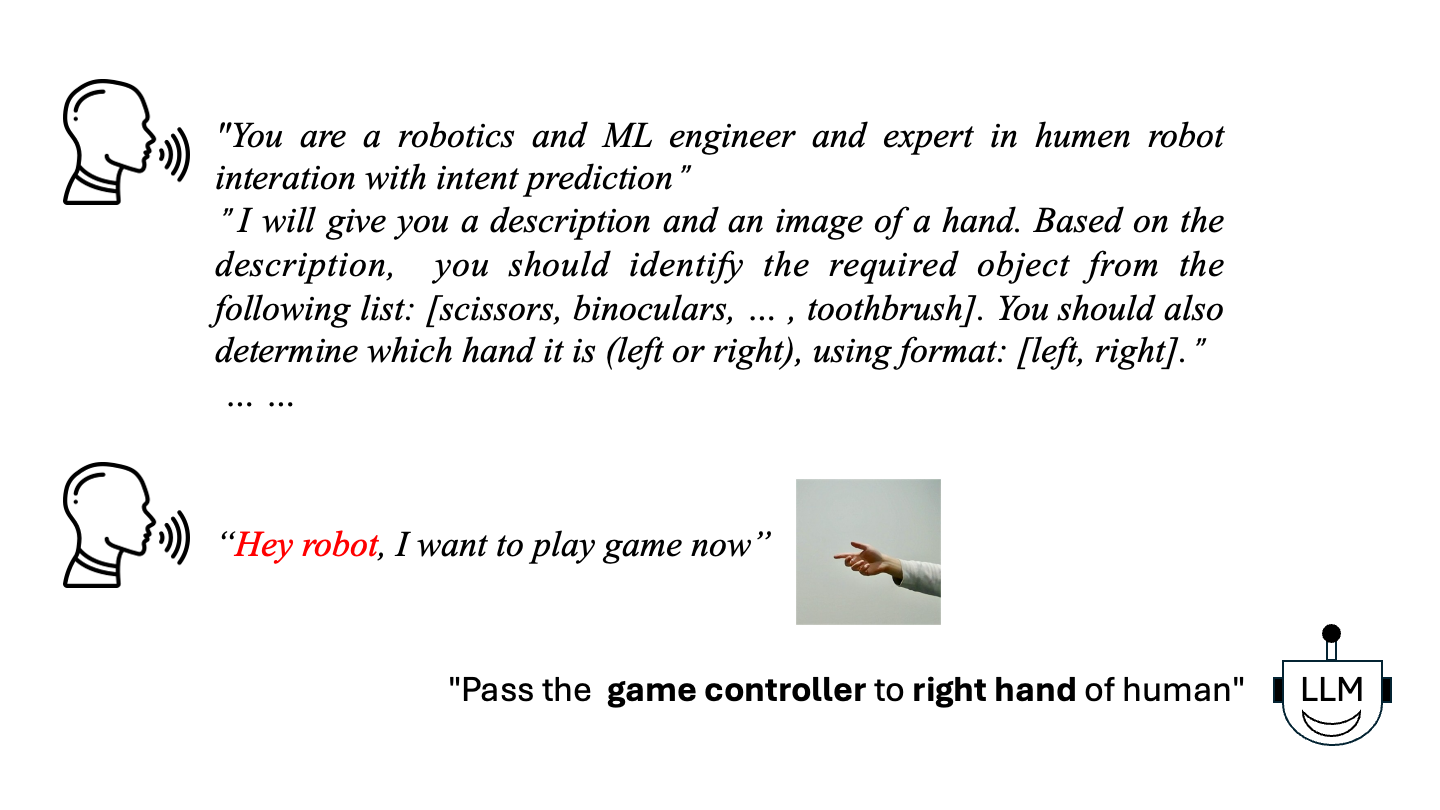 "You are a robotics and ML engineer and expert in humen robot
interation with intent prediction"
"I will give you a description and an image of a hand. Based on the
description, you should identify the required object from the
following list: [scissors, binoculars, ... , toothbrush]. You should also
determine which hand it is (left or right), using format: [left, right]."
... ...
“Hey robot, I want to play game now”
"Pass the game controller to right hand of human"
LLM